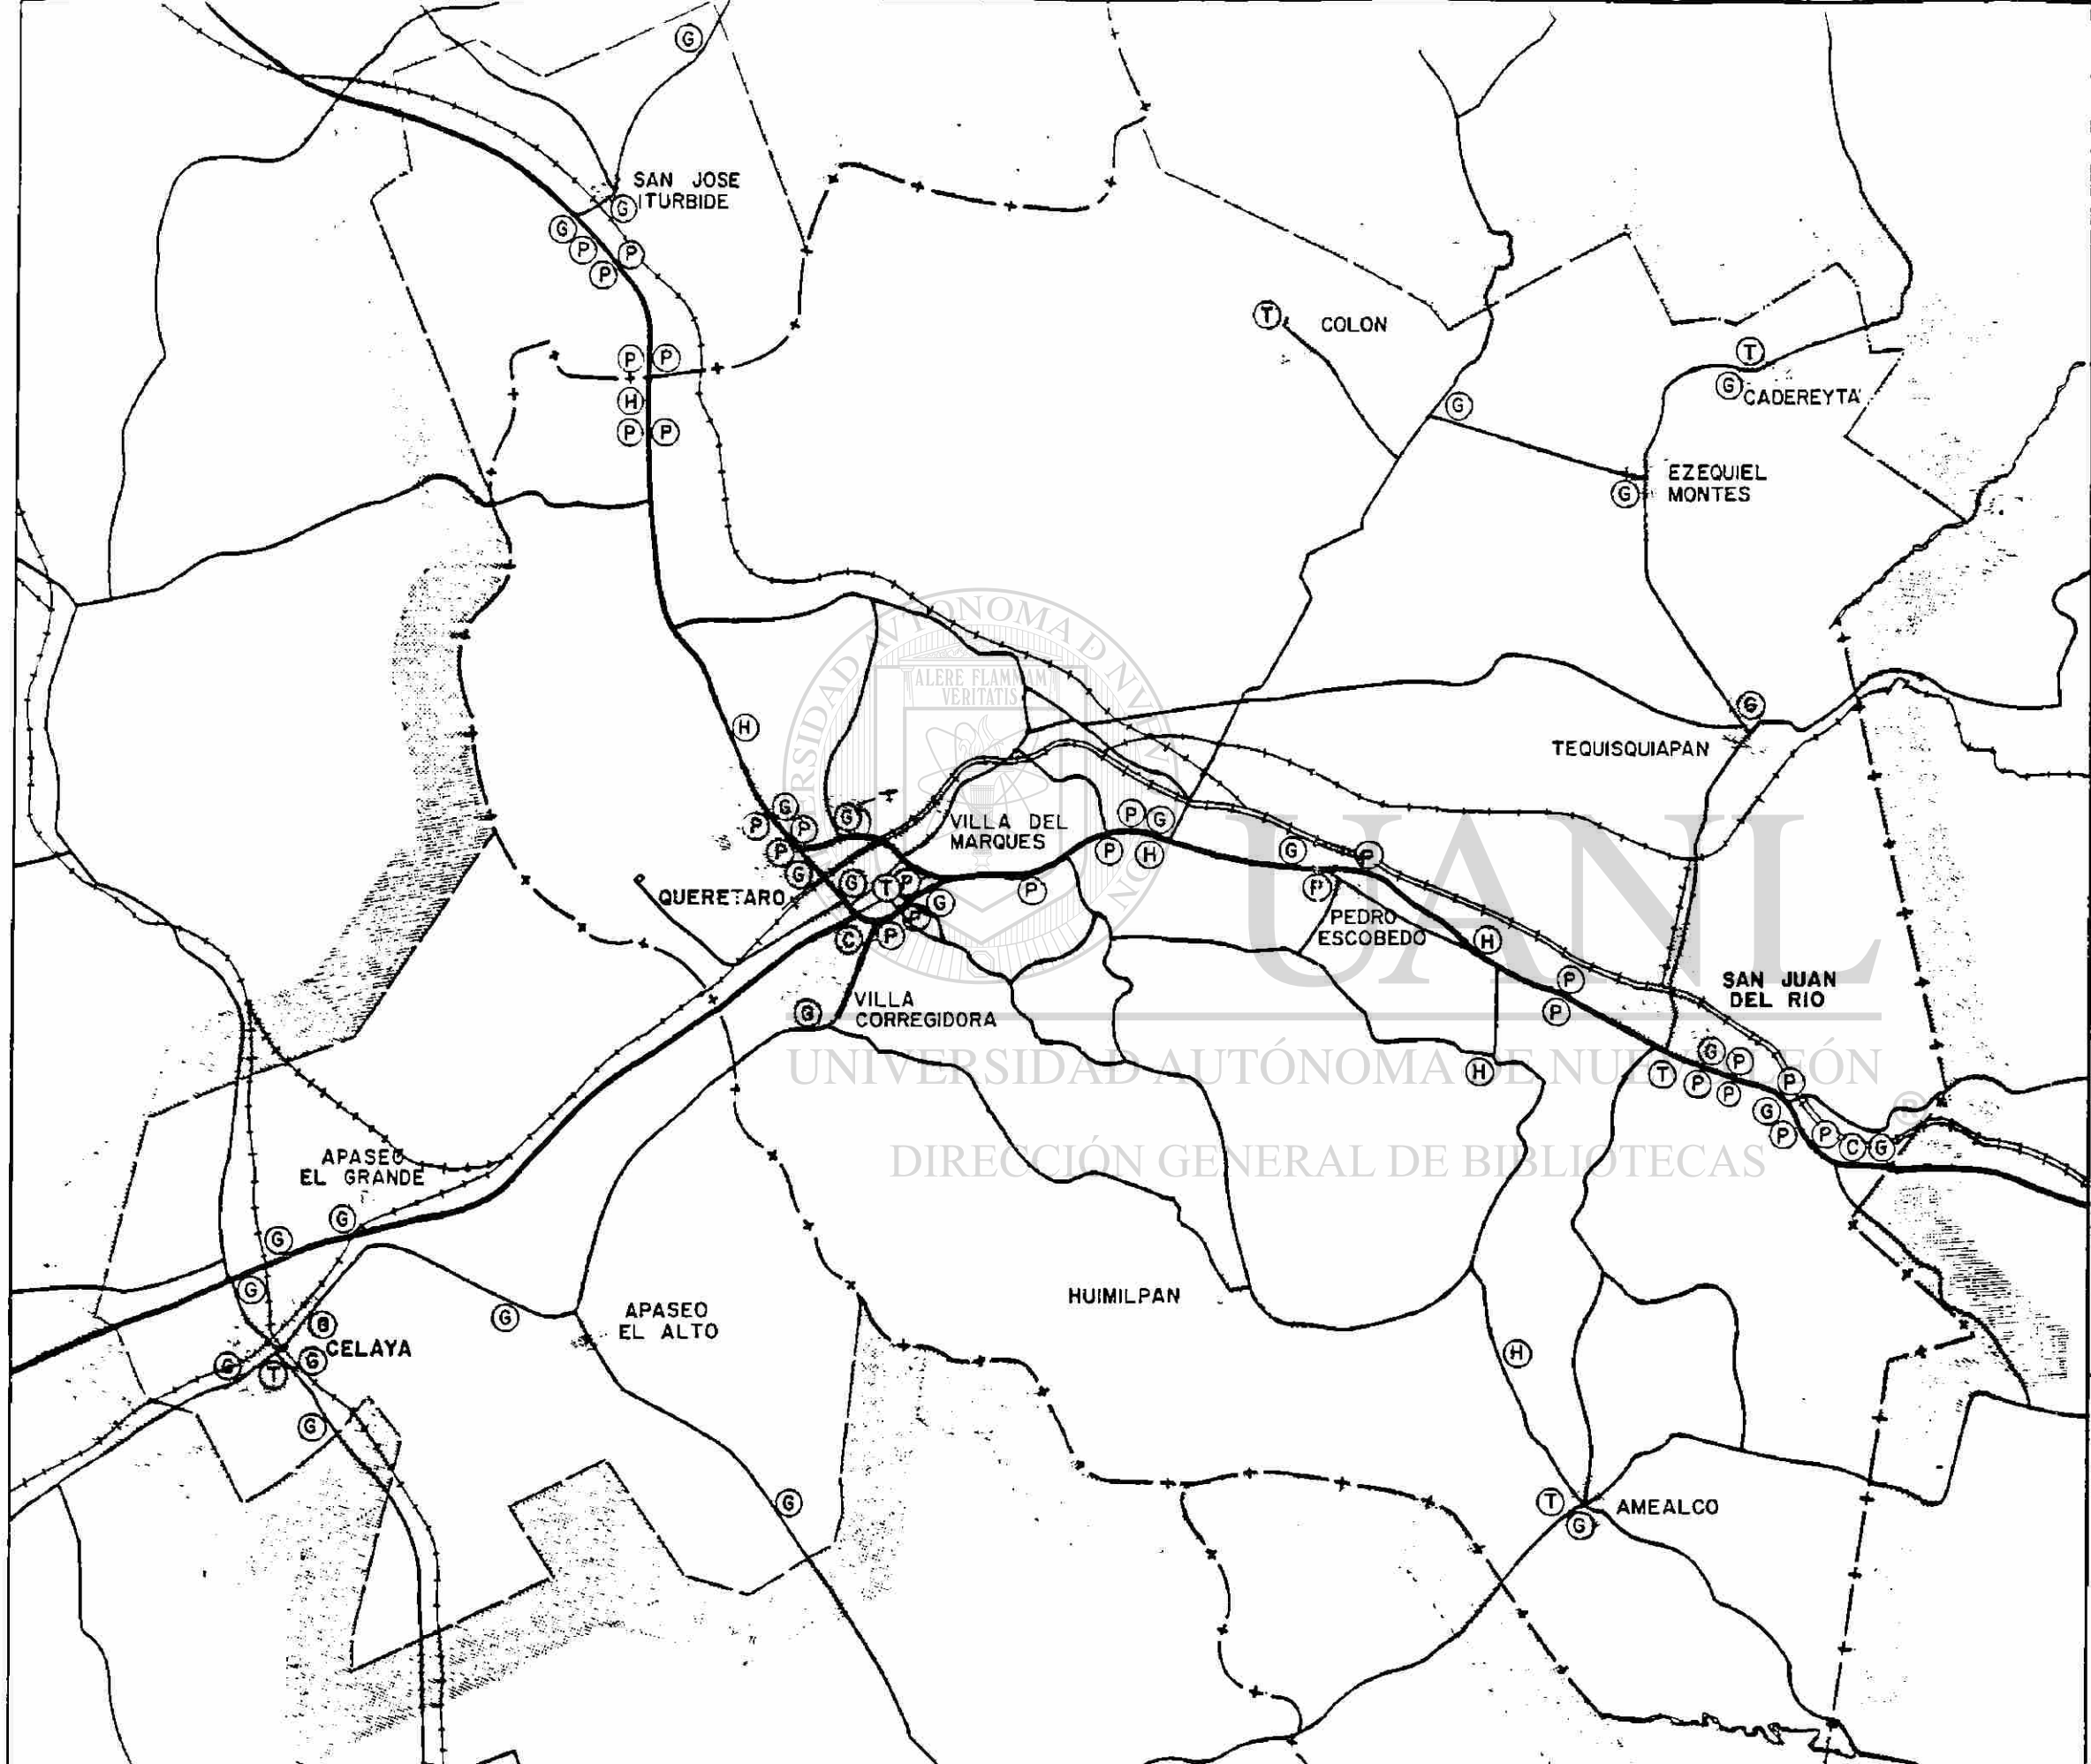 G
SAN JOSE
ITURBIDE
G
G
P
P
P
T
COLON
P
P
T
G
CADEREYTA
H
G
P
P
EZEQUIEL
MONTES
G
ALERE FLAMMAM
VERITATIS
G
H
TEQUISQUIAPAN
G
G
P
P
VILLA DEL
MARQUES
P
G
P
P
H
G
P
G
G
T
P
P
P
QUERETARO
G
P
PEDRO
ESCOBEDO
C
P
H
P
SAN JUAN
DEL RIO
VILLA
CORREGIDORA
G
P
UANL
UNIVERSIDAD AUTÓNOMA DE NUEVO LEÓN
®
G
P
H
T
P
P
P
G
P
P
C
G
DIRECCIÓN GENERAL DE BIBLIOTECAS
APASEO
EL GRANDE
G
G
G
HUIMILPAN
APASEO
EL ALTO
G
G
CELAYA
G
T
G
H
G
G
T
AMEALCO
G